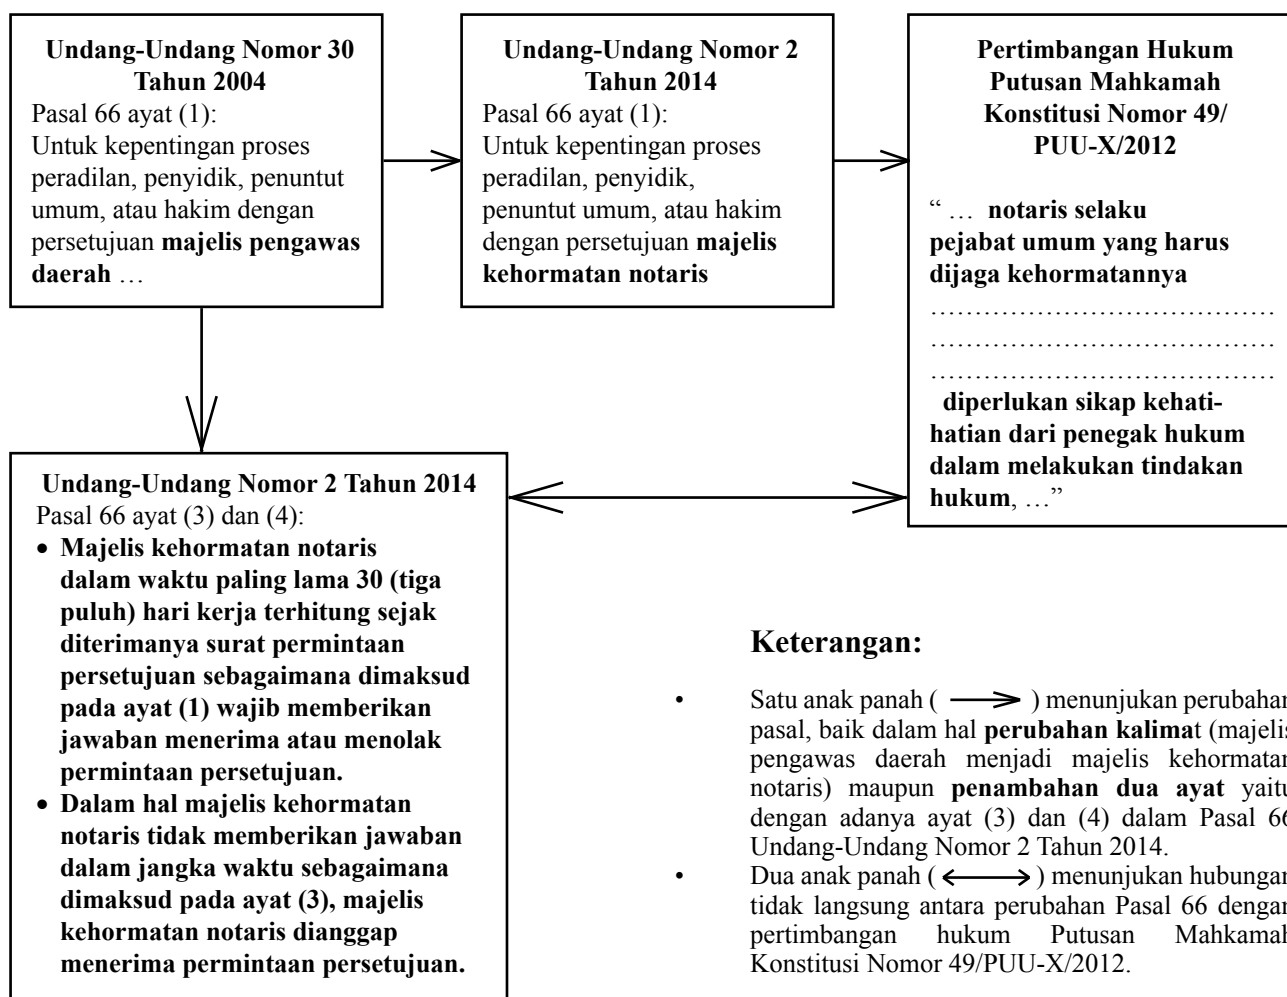 Undang-Undang Nomor 30
Tahun 2004
Pasal 66 ayat (1):
Untuk kepentingan proses
peradilan, penyidik, penuntut
umum, atau hakim dengan
persetujuan majelis pengawas
daerah …
Undang-Undang Nomor 2
Tahun 2014
Pasal 66 ayat (1):
Untuk kepentingan proses
peradilan, penyidik,
penuntut umum, atau hakim
dengan persetujuan majelis
kehormatan notaris
Pertimbangan Hukum
Putusan Mahkamah
Konstitusi Nomor 49/
PUU-X/2012
“ … notaris selaku
pejabat umum yang harus
dijaga kehormatannya
…………………………………
…………………………………
…………………………………
diperlukan sikap kehati-
hatian dari penegak hukum
dalam melakukan tindakan
hukum, …”
Undang-Undang Nomor 2 Tahun 2014
Pasal 66 ayat (3) dan (4):
• Majelis kehormatan notaris
dalam waktu paling lama 30 (tiga
puluh) hari kerja terhitung sejak
diterimanya surat permintaan
persetujuan sebagaimana dimaksud
pada ayat (1) wajib memberikan
jawaban menerima atau menolak
permintaan persetujuan.
• Dalam hal majelis kehormatan
notaris tidak memberikan jawaban
dalam jangka waktu sebagaimana
dimaksud pada ayat (3), majelis
kehormatan notaris dianggap
menerima permintaan persetujuan.
Keterangan:
• Satu anak panah ( ⟶ ) menunjukan perubahan
pasal, baik dalam hal perubahan kalimat (majelis
pengawas daerah menjadi majelis kehormatan
notaris) maupun penambahan dua ayat yaitu
dengan adanya ayat (3) dan (4) dalam Pasal 66
Undang-Undang Nomor 2 Tahun 2014.
• Dua anak panah ( ⟷ ) menunjukan hubungan
tidak langsung antara perubahan Pasal 66 dengan
pertimbangan hukum Putusan Mahkamah
Konstitusi Nomor 49/PUU-X/2012.